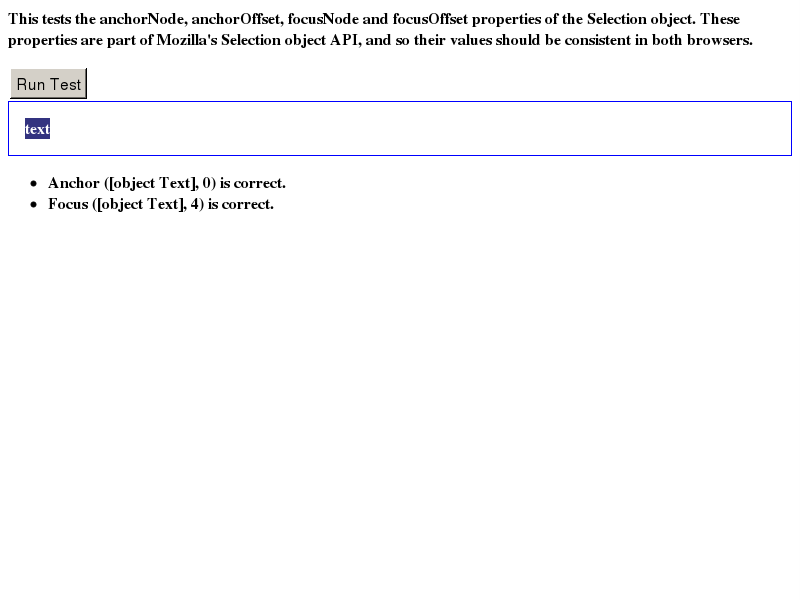 This tests the anchorNode, anchorOffset, focusNode and focusOffset properties of the Selection object. These
properties are part of Mozilla's Selection object API, and so their values should be consistent in both browsers.
Run Test
text
Anchor ([object Text], 0) is correct.
Focus ([object Text], 4) is correct.